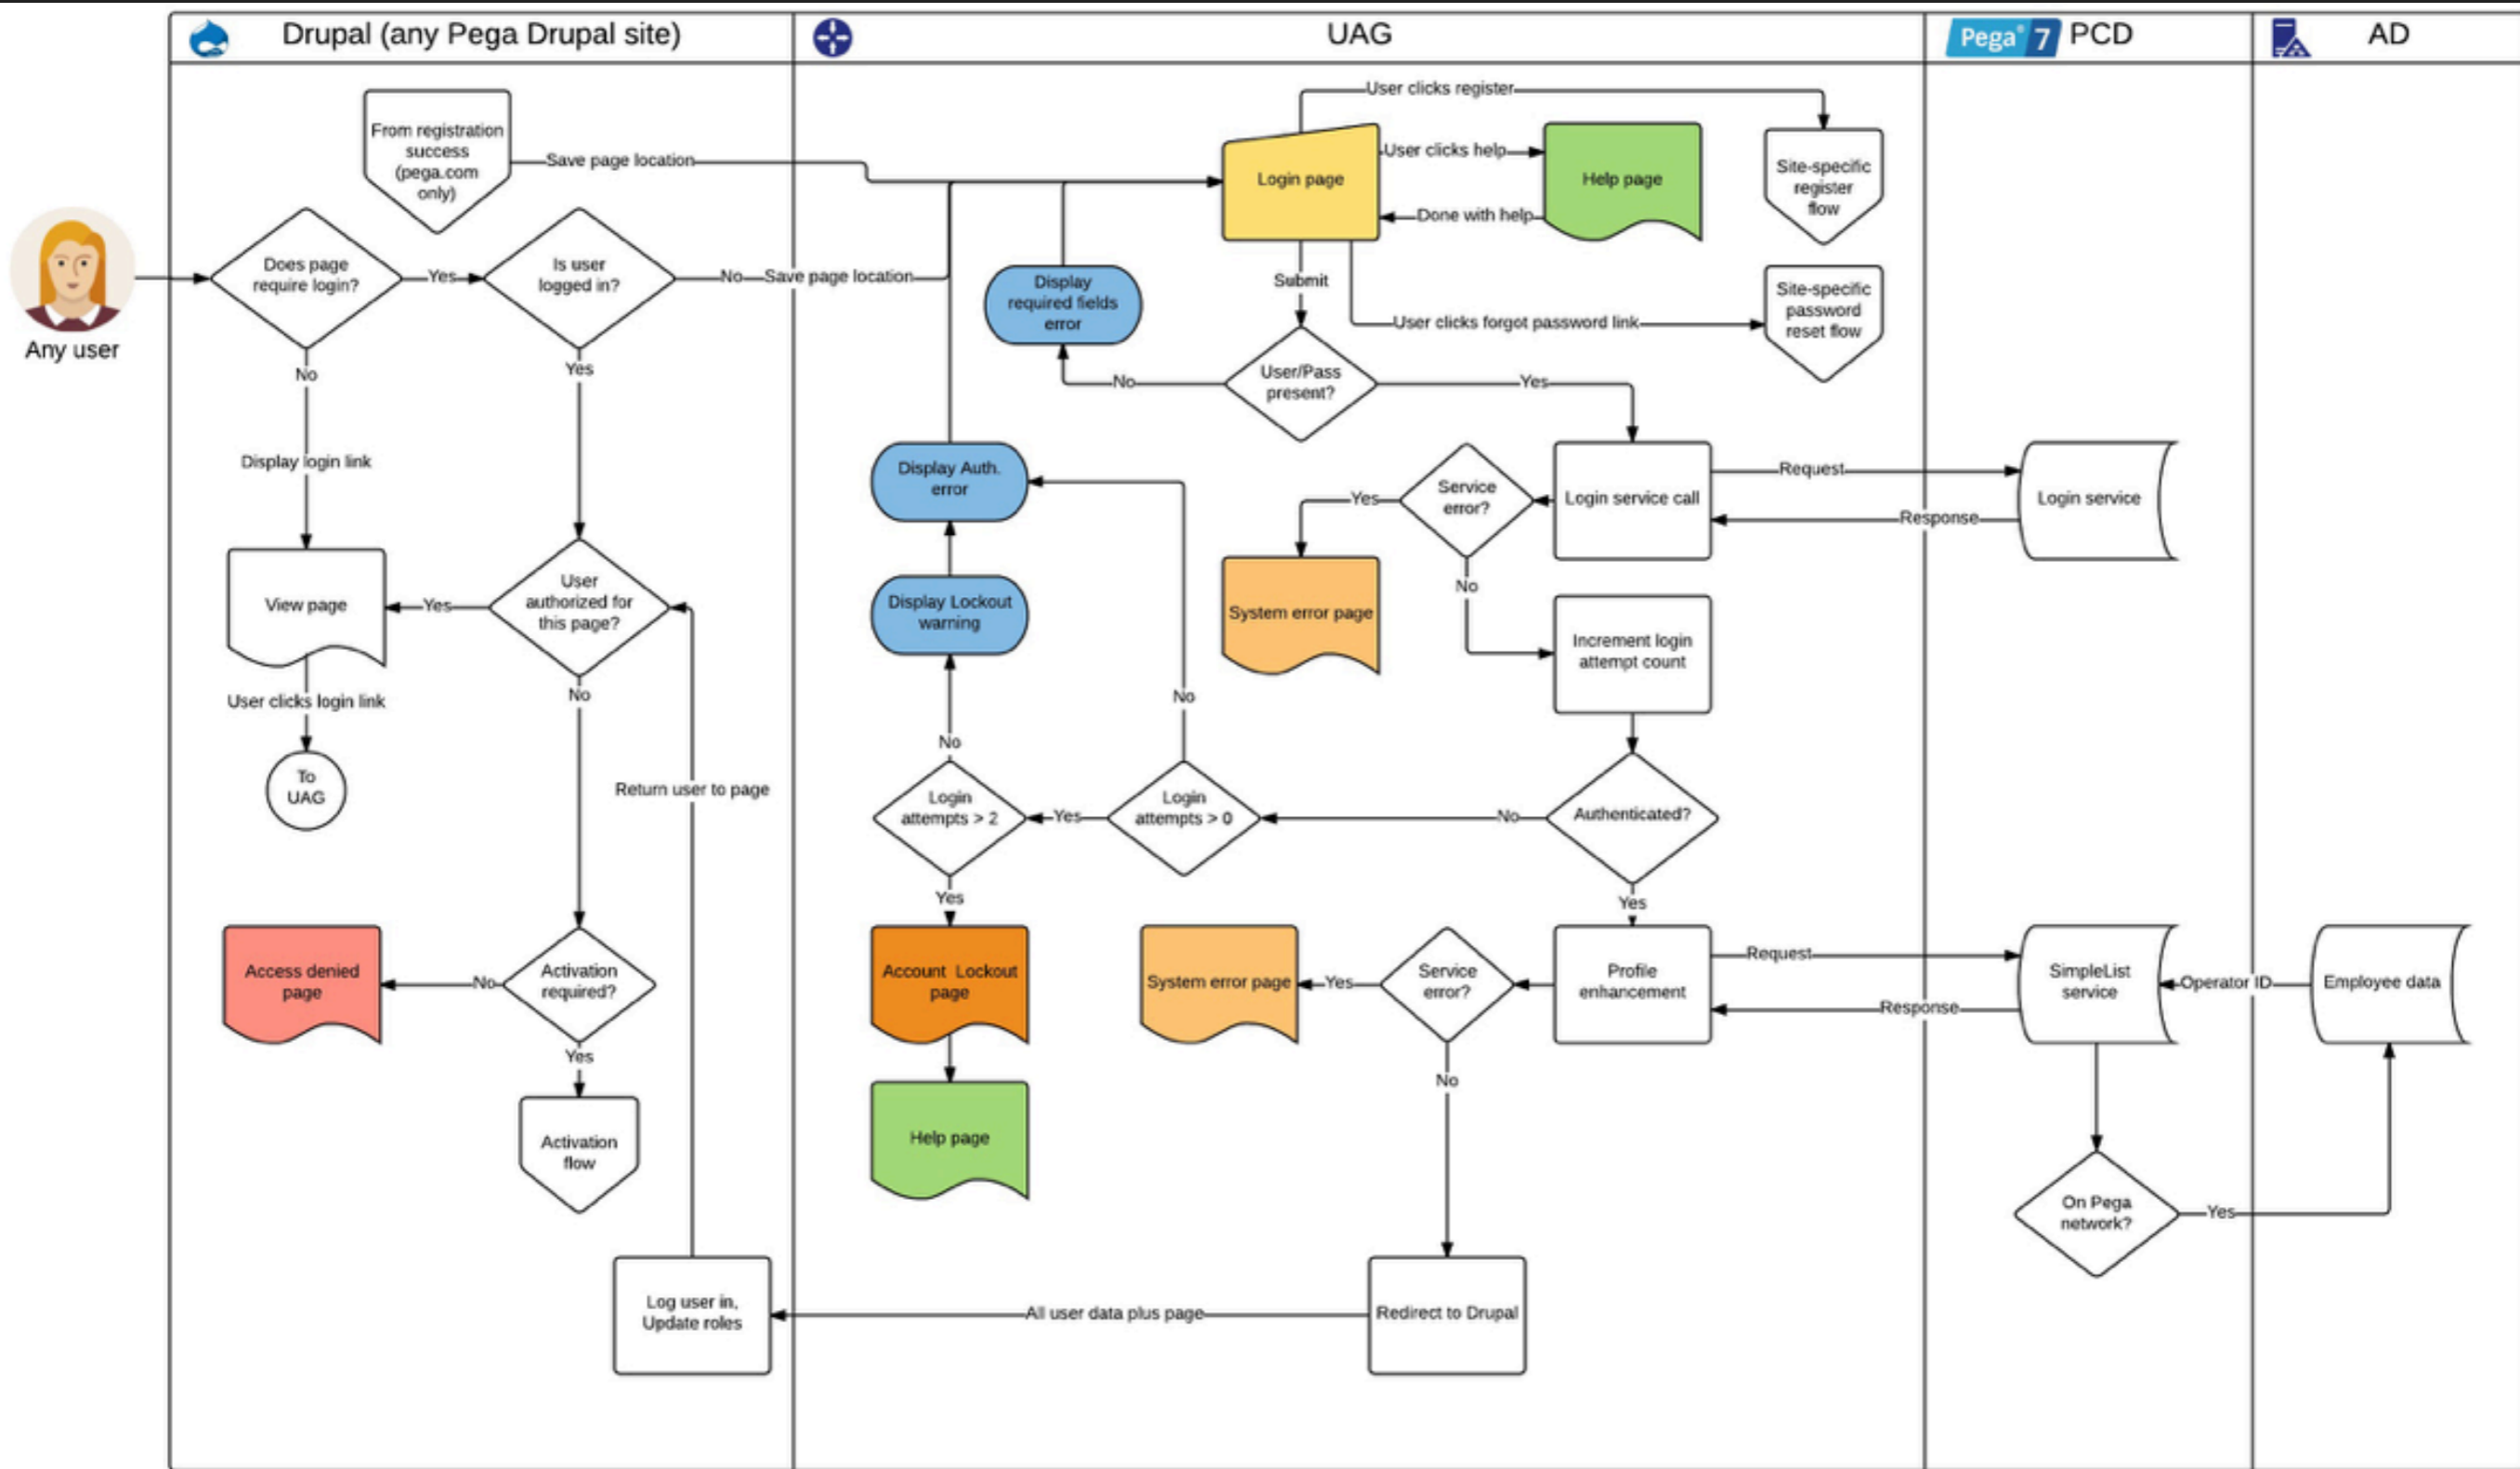 Drupal (any Pega Drupal site)
UAG
Pega 7
PCD
AD
From registration
success
(pega.com
only)
Save page location
User clicks register
Login page
User clicks help
Done with help
Help page
Site-specific
register
flow
Any user
Does page
require login?
Yes
Is user
logged in?
No
Save page location
Display
required fields
error
Submit
User clicks forgot password link
Site-specific
password
reset flow
No
Yes
User/Pass
present?
No
Yes
Display login link
Display Auth.
error
Service
error?
Yes
No
Login service call
Request
Response
Login service
View page
Yes
User
authorized for
this page?
No
Display Lockout
warning
System error page
Increment login
attempt count
User clicks login link
To
UAG
Return user to page
No
No
Login
attempts > 2
Yes
Login
attempts > 0
No
Authenticated?
Yes
Yes
Access denied
page
No
Activation
required?
Yes
Activation
flow
Account Lockout
page
Help page
System error page
Yes
Service
error?
No
Profile
enhancement
Request
Response
SimpleList
service
Operator ID
Employee data
On Pega
network?
Yes
Log user in,
Update roles
All user data plus page
Redirect to Drupal